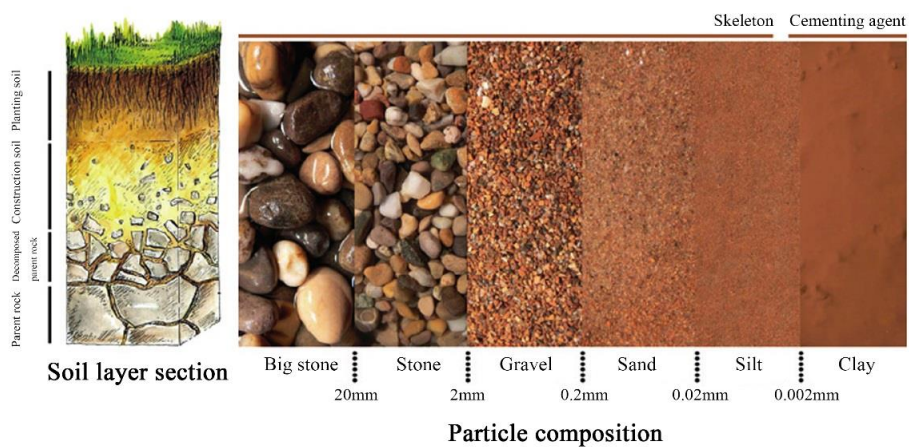 Skeleton
Cementing agent
Planting soil
Construction soil
Decomposed
parent rock
Parent rock
Soil layer section
Big stone
Stone
Gravel
Sand
Silt
Clay
20mm
2mm
0.2mm
0.02mm
0.002mm
Particle composition